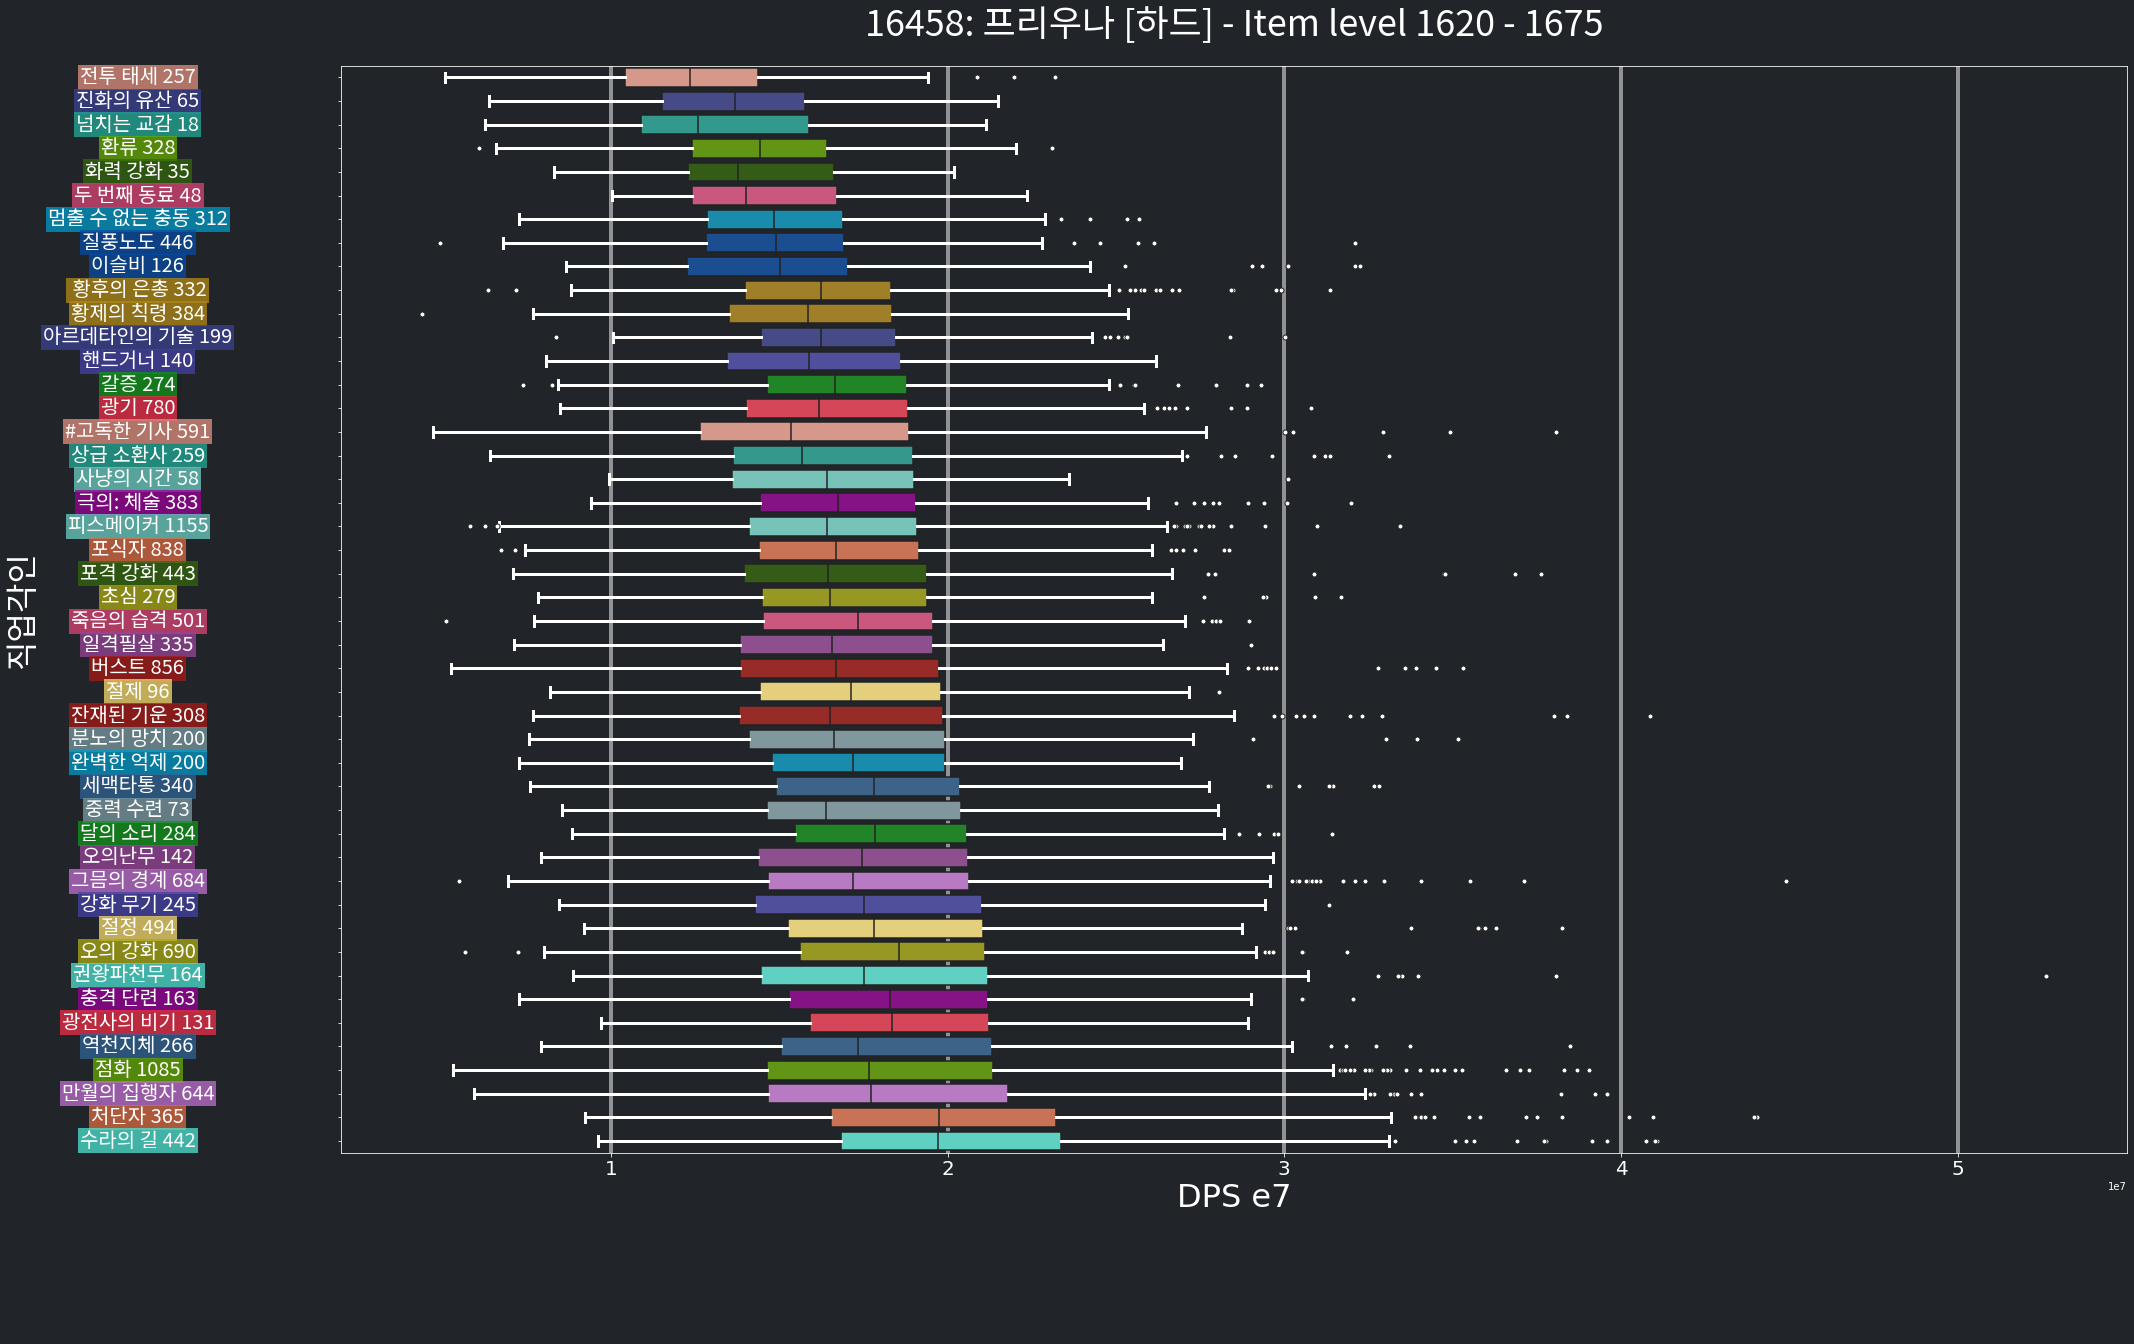 16458: 프리우나 [하드] - Item level 1620 - 1675
전투 태세 257
진화의 유산 65
넘치는 교감 18
환류 328
화력 강화 35
두 번째 동료 48
멈출 수 없는 충동 312
질풍노도 446
이슬비 126
황후의 은총 332
황제의 칙령 384
아르데타인의 기술 199
핸드거너 140
갈증 274
광기 780
#고독한 기사 591
상급 소환사 259
사냥의 시간 58
극의: 체술 383
피스메이커 1155
포식자 838
포격 강화 443
초심 279
죽음의 습격 501
일격필살 335
버스트 856
절제 96
잔재된 기운 308
분노의 망치 200
완벽한 억제 200
세맥타통 340
중력 수련 73
달의 소리 284
오의난무 142
그믐의 경계 684
강화 무기 245
절정 494
오의 강화 690
권왕파천무 164
충격 단련 163
광전사의 비기 131
역천지체 266
점화 1085
만월의 집행자 644
처단자 365
수라의 길 442
직업각인
1 2 3 4 5
1e7
DPS e7